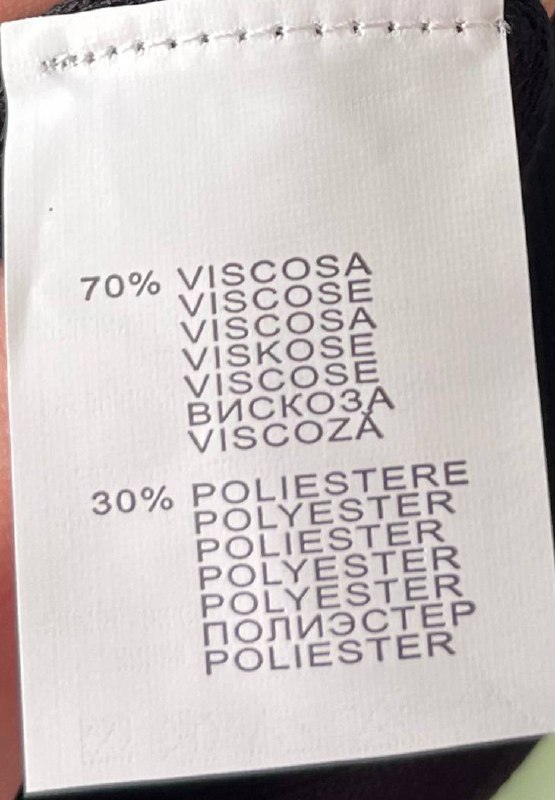 70% VISCOSA
VISCOSE
VISCOSA
VISKOSE
VISCOSE
ВИСКОЗА
VISCOZĂ
30% POLIESTERE
POLYESTER
POLIESTER
POLYESTER
POLYESTER
ПОЛИЭСТЕР
POLIESTER